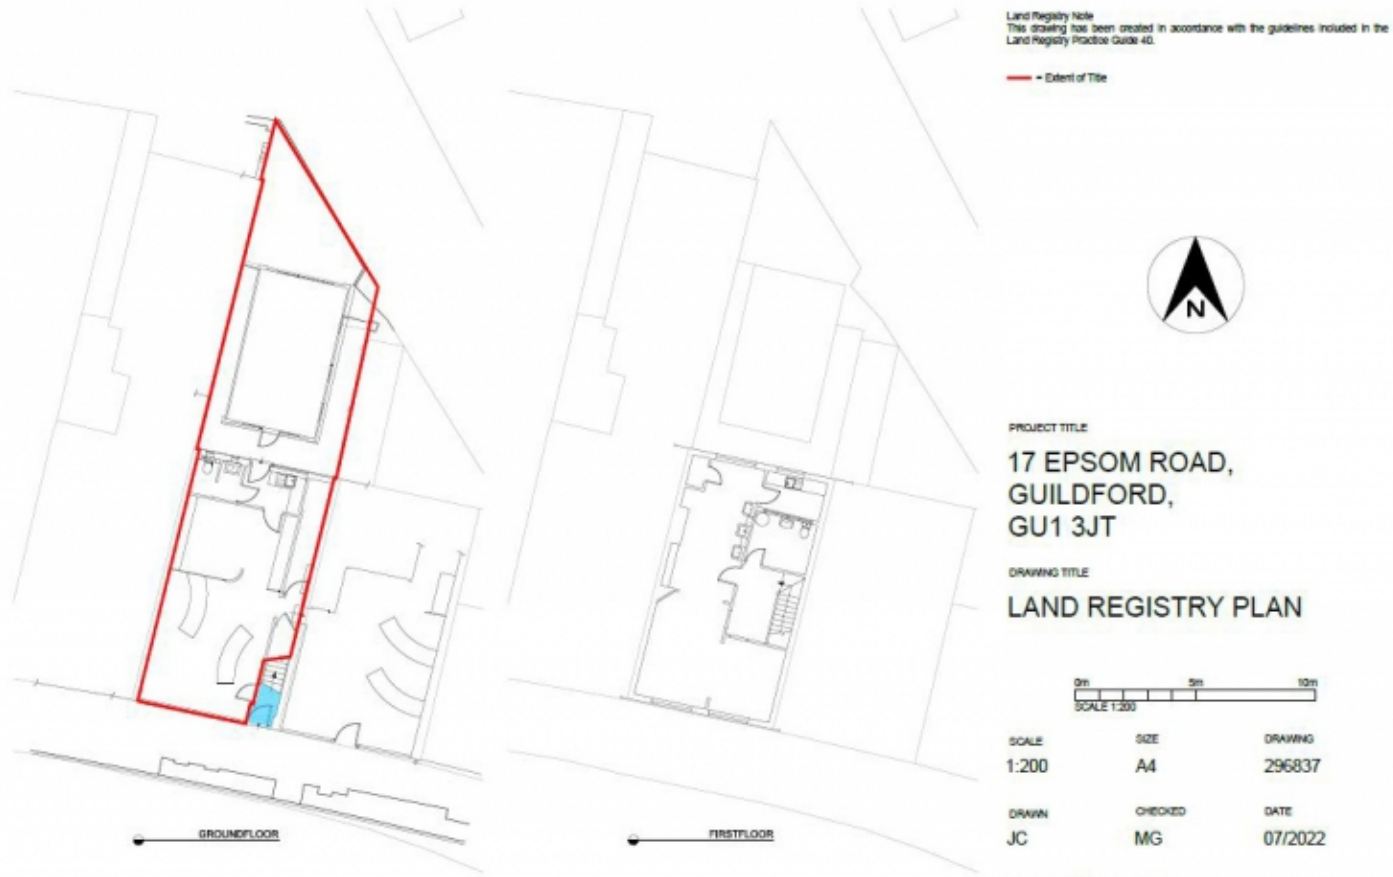 Land Registry Note
This drawing has been created in accordance with the guidelines included in the
Land Registry Practice Guide 40.
= Extent of Title
N
PROJECT TITLE
17 EPSOM ROAD,
GUILDFORD,
GU1 3JT
DRAWING TITLE
LAND REGISTRY PLAN
0m 5m 10m
SCALE 1:200
SCALE SIZE DRAWING
1:200 A4 296837
DRAWN CHECKED DATE
JC MG 07/2022
GROUNDFLOOR
FIRSTFLOOR